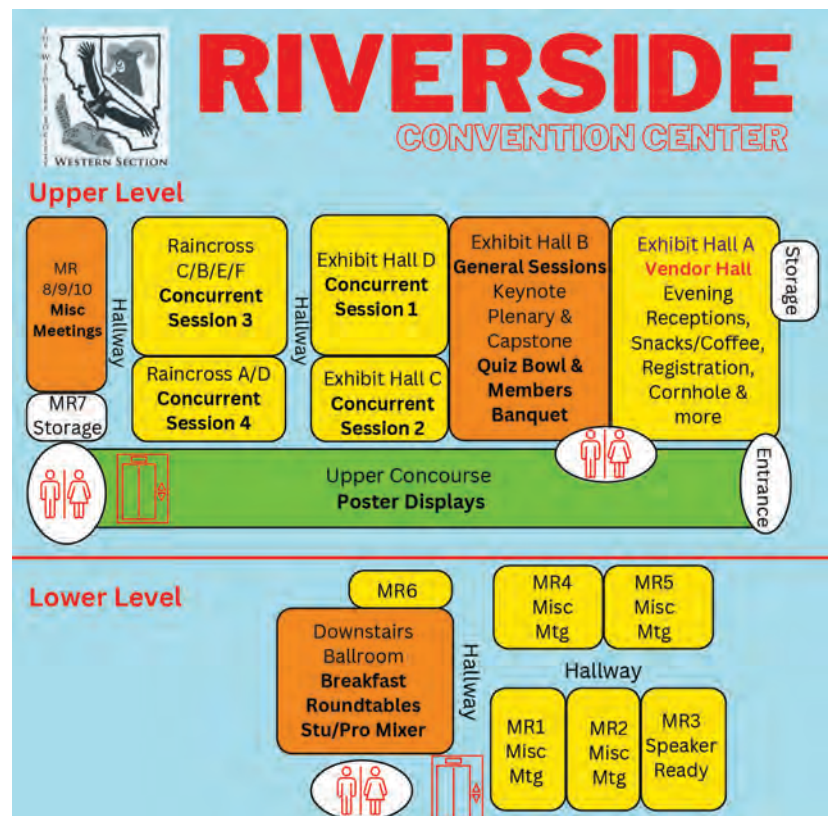 THE WILDLIFE SOCIETY
WESTERN SECTION
RIVERSIDE
CONVENTION CENTER
Upper Level
MR
8/9/10
Misc
Meetings
MR7
Storage
Hallway
Raincross
C/B/E/F
Concurrent
Session 3
Raincross A/D
Concurrent
Session 4
Hallway
Exhibit Hall D
Concurrent
Session 1
Exhibit Hall C
Concurrent
Session 2
Exhibit Hall B
General Sessions
Keynote
Plenary &
Capstone
Quiz Bowl &
Members
Banquet
Exhibit Hall A
Vendor Hall
Evening
Receptions,
Snacks/Coffee,
Registration,
Cornhole &
more
Storage
Upper Concourse
Poster Displays
Entrance
Lower Level
MR6
Downstairs
Ballroom
Breakfast
Roundtables
Stu/Pro Mixer
Hallway
MR4
Misc
Mtg
MR5
Misc
Mtg
Hallway
MR1
Misc
Mtg
MR2
Misc
Mtg
MR3
Speaker
Ready